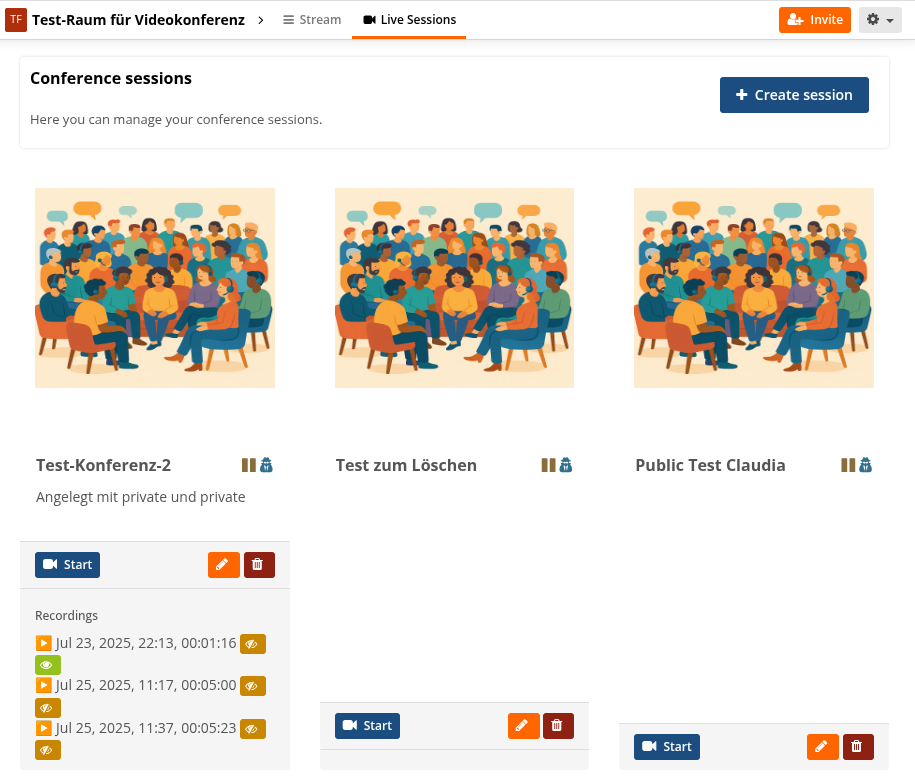 TF Test-Raum für Videokonferenz Stream Live Sessions Invite
Conference sessions
Create session
Here you can manage your conference sessions.
Test-Konferenz-2
Angelegt mit private und private
Start
Recordings
Jul 23, 2025, 22:13, 00:01:16
Jul 25, 2025, 11:17, 00:05:00
Jul 25, 2025, 11:37, 00:05:23
Test zum Löschen
Start
Public Test Claudia
Start